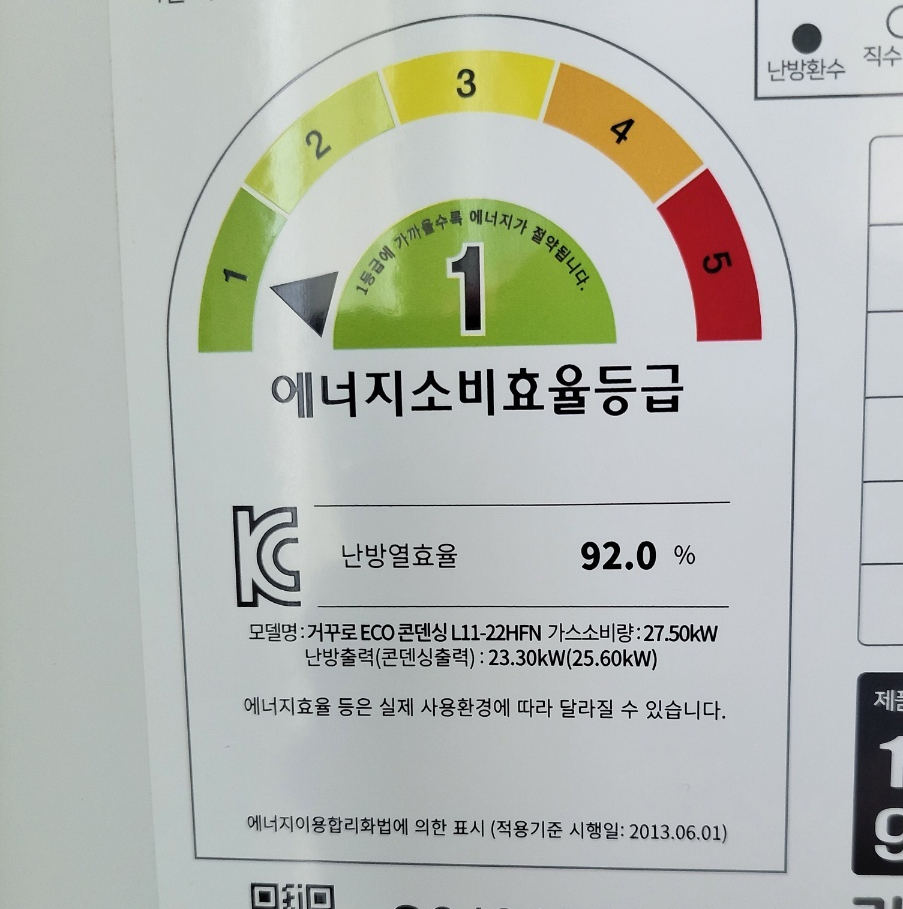 난방환수
1
2
3
4
5
1등급에 가까울수록 에너지가 절약됩니다.
1
에너지소비효율등급
난방열효율 92.0 %
모델명 : 거꾸로 ECO 콘덴싱 L11-22HFN 가스소비량 : 27.50kW
난방출력(콘덴싱출력) : 23.30kW(25.60kW)
에너지효율 등은 실제 사용환경에 따라 달라질 수 있습니다.
에너지이용합리화법에 의한 표시 (적용기준 시행일: 2013.06.01)